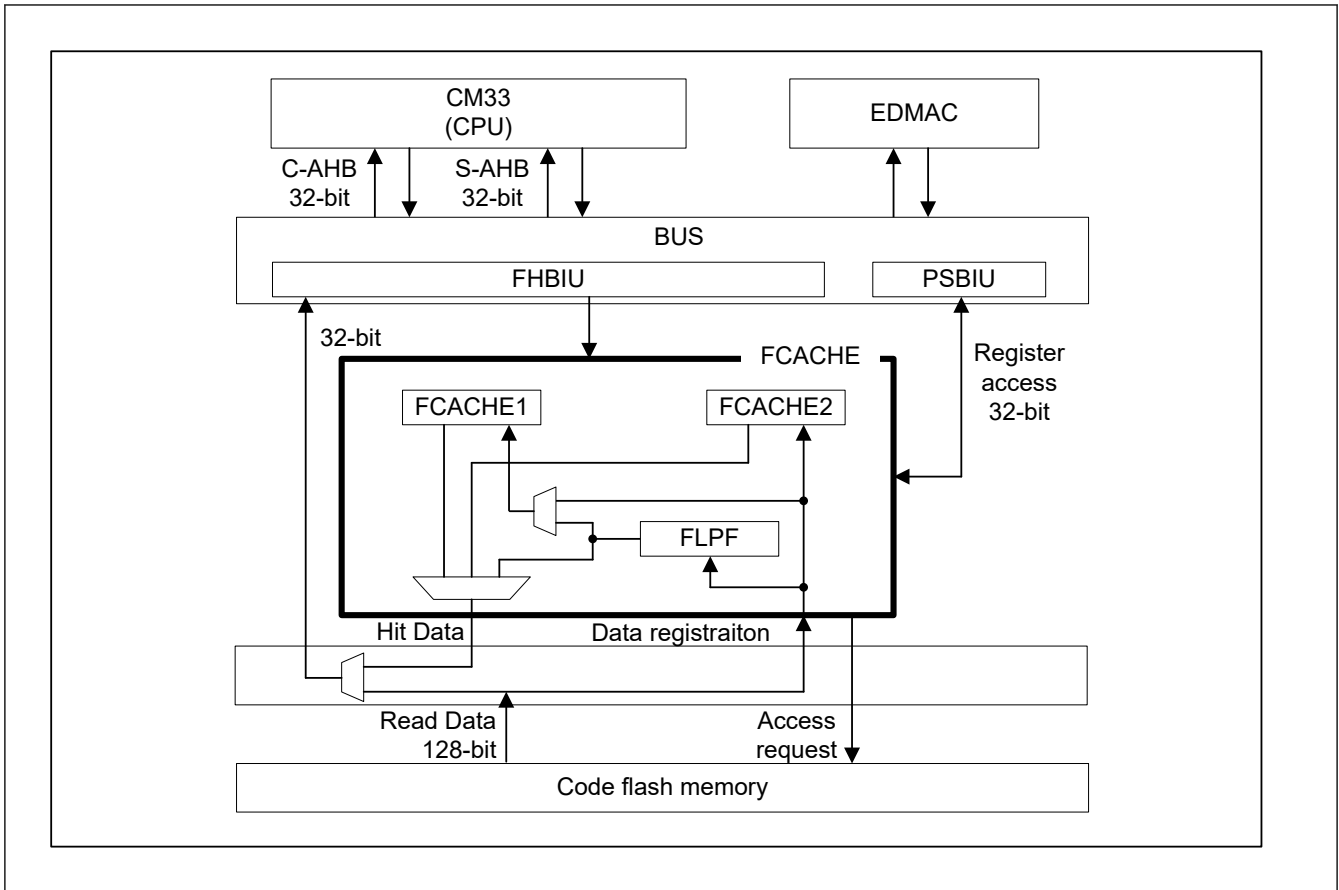 CM33
(CPU)
EDMAC
C-AHB
32-bit
S-AHB
32-bit
BUS
FHBIU
PSBIU
32-bit
FCACHE
Register
access
32-bit
FCACHE1
FCACHE2
FLPF
Hit Data
Data registraiton
Read Data
128-bit
Access
request
Code flash memory